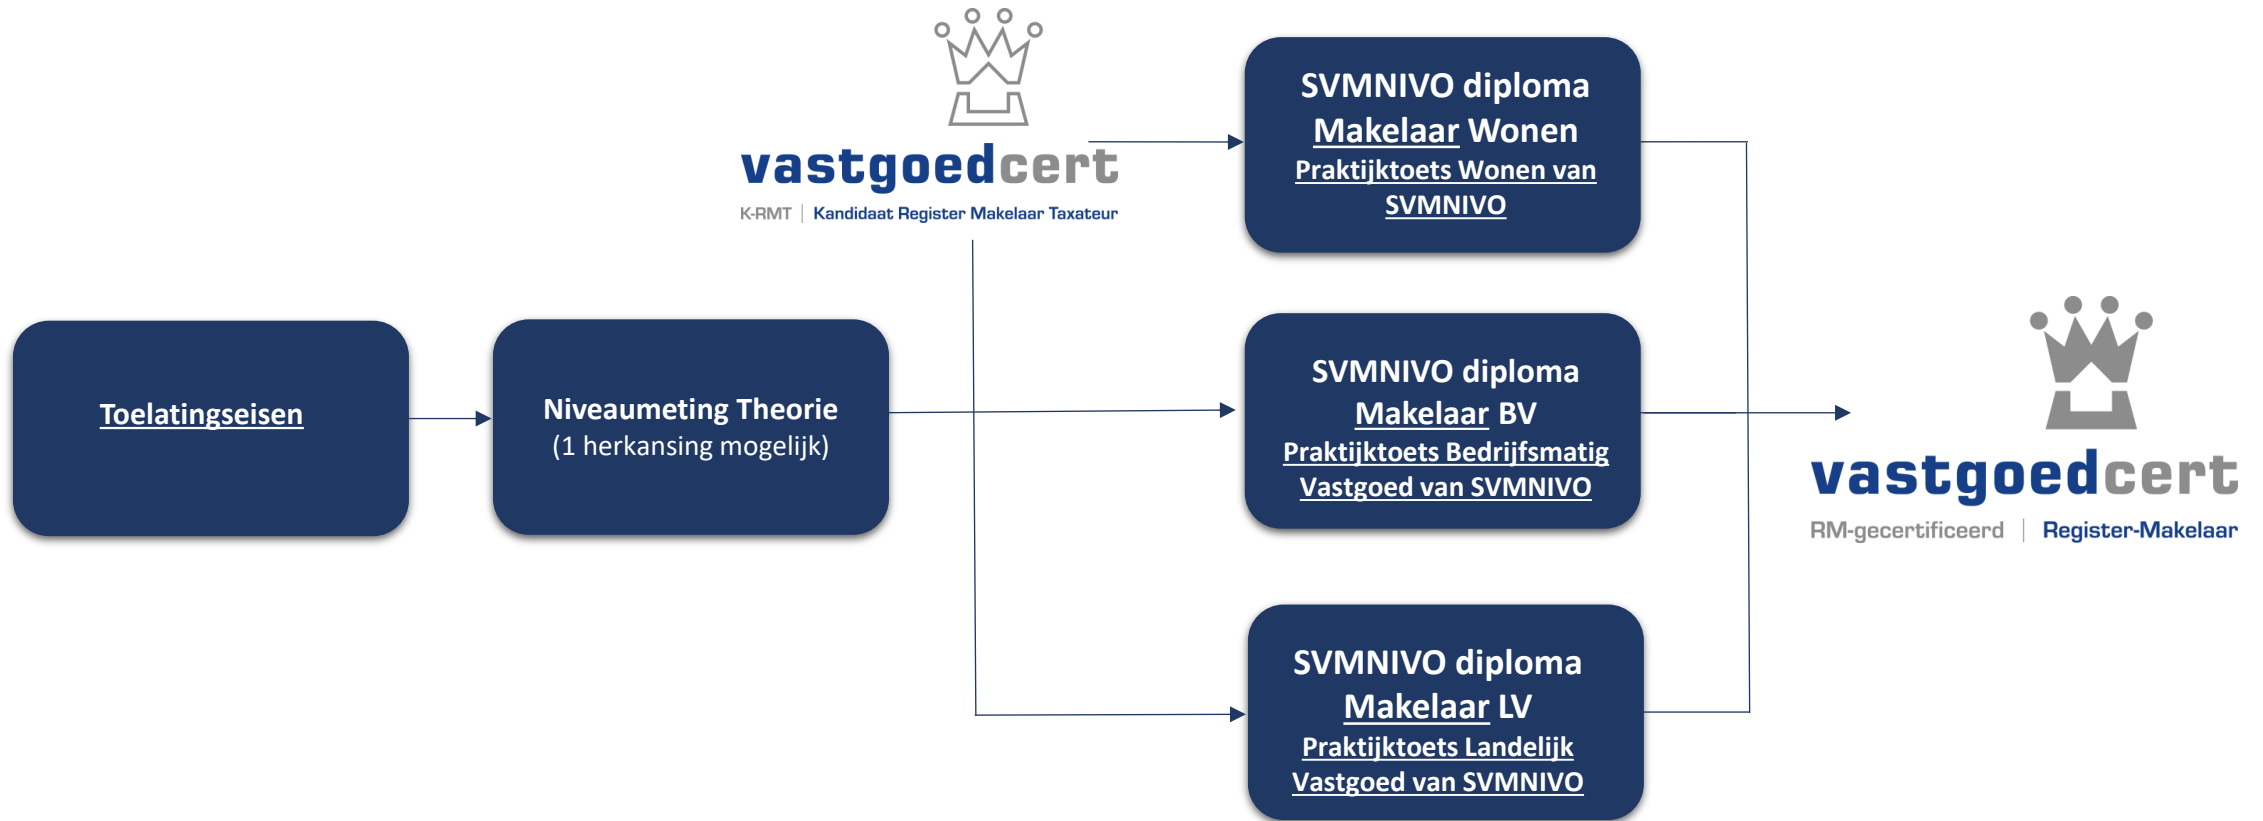 vastgoedcert
K-RMT | Kandidaat Register Makelaar Taxateur
SVMNIVO diploma
Makelaar Wonen
Praktijktoets Wonen van
SVMNIVO
Toelatingseisen
Niveaumeting Theorie
(1 herkansing mogelijk)
SVMNIVO diploma
Makelaar BV
Praktijktoets Bedrijfsmatig
Vastgoed van SVMNIVO
SVMNIVO diploma
Makelaar LV
Praktijktoets Landelijk
Vastgoed van SVMNIVO
vastgoedcert
RM-gecertificeerd | Register-Makelaar